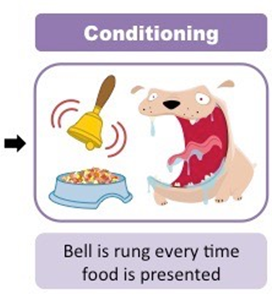 Conditioning
Bell is rung every time
food is presented